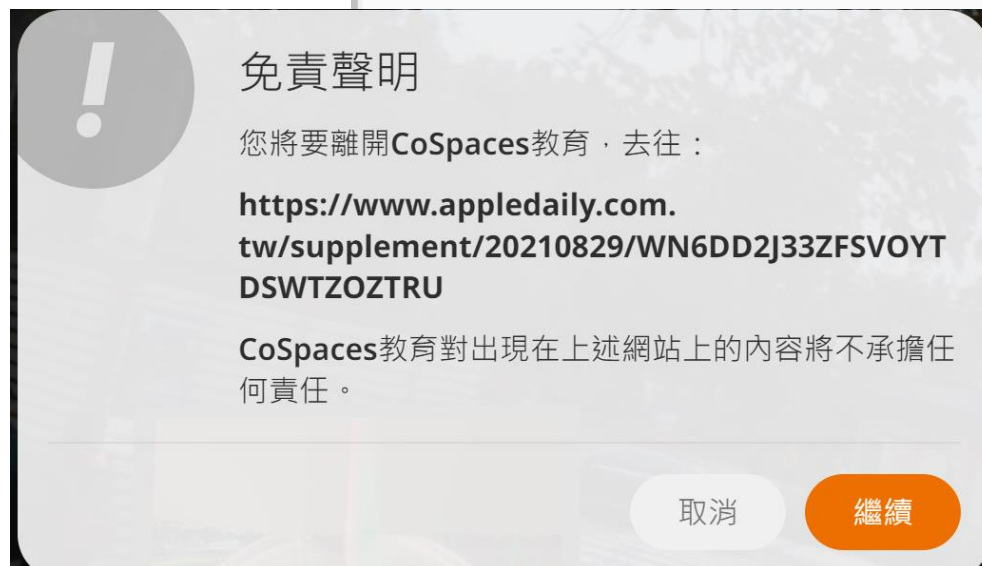 免責聲明
您將要離開CoSpaces教育，去往：
https://www.appledaily.com.
tw/supplement/20210829/WN6DD2J33ZFSVOYT
DSWTZOZTRU
CoSpaces教育對出現在上述網站上的內容將不承擔任
何責任。
取消
繼續